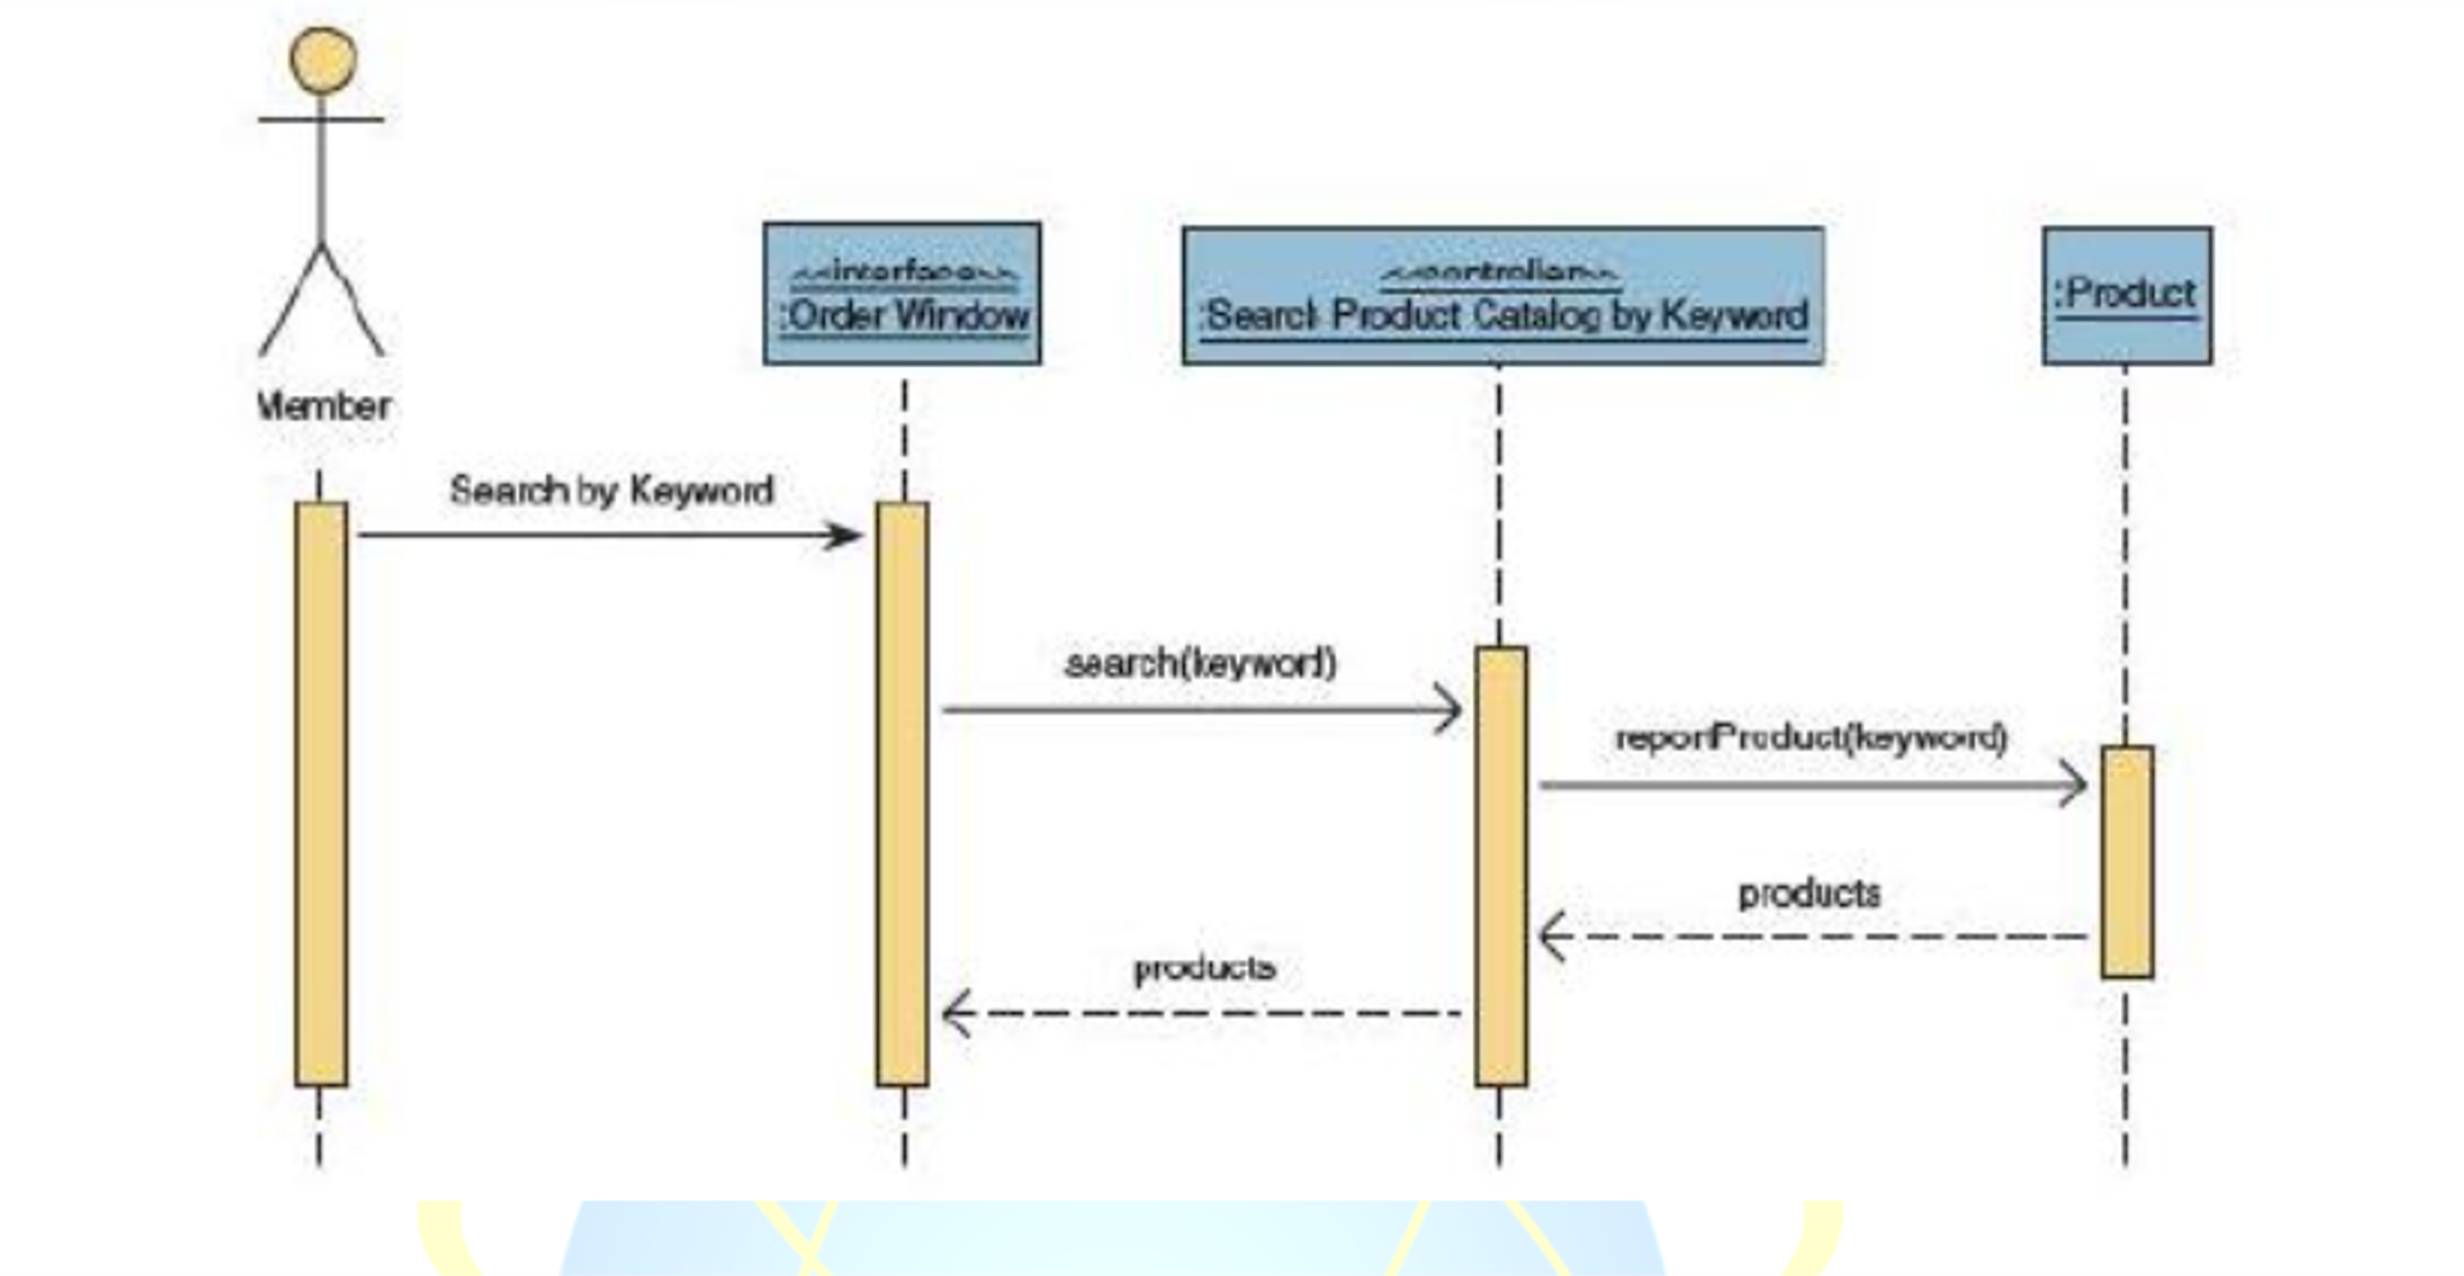 <<interface>>
:Order Window
<<controller>>
:Search Product Catalog by Keyword
:Product
Member
Search by Keyword
search(keyword)
reportProduct(keyword)
products
products